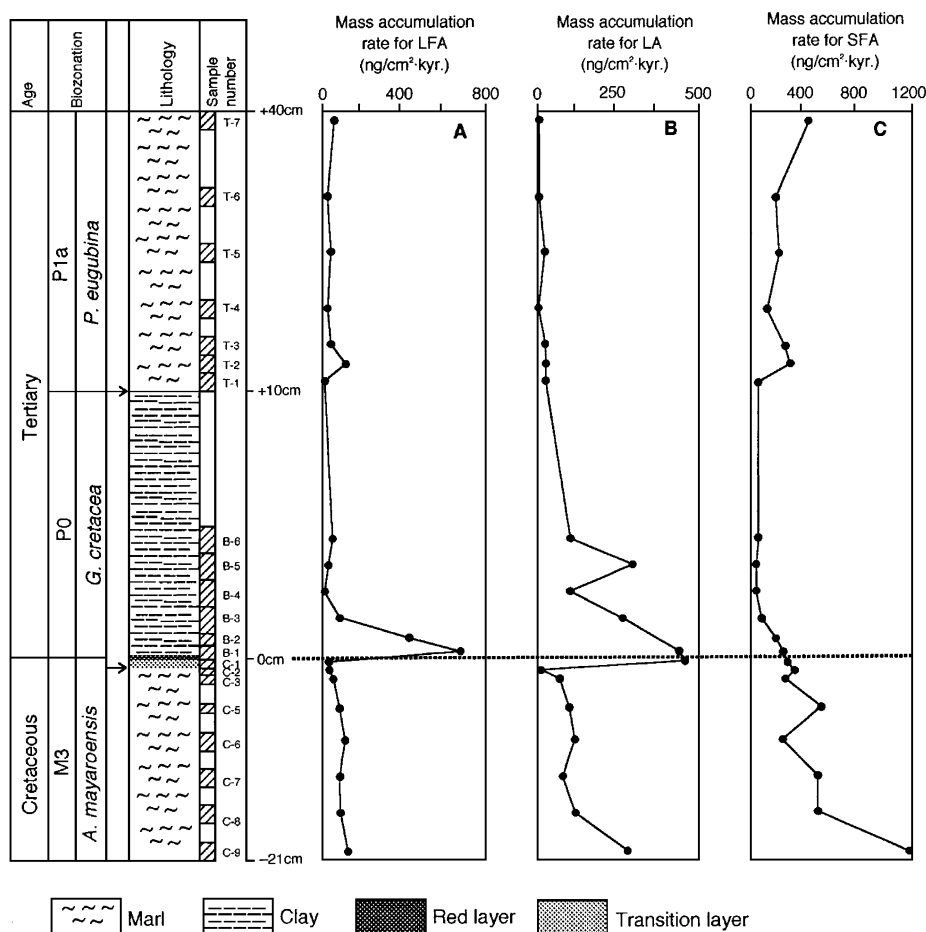 Mass accumulation
rate for LFA
(ng/cm²·kyr.)
Mass accumulation
rate for LA
(ng/cm²·kyr.)
Mass accumulation
rate for SFA
(ng/cm²·kyr.)
Age
Biozonation
Lithology
Sample
number
0 400 800
0 250 500
0 400 800 1200
+40cm
A
B
C
T-7
T-6
T-5
T-4
T-3
T-2
T-1
+10cm
B-6
B-5
B-4
B-3
B-2
B-1
0cm
C-1
C-2
C-3
C-5
C-6
C-7
C-8
C-9
−21cm
Tertiary
Cretaceous
P1a
P0
M3
P. eugubina
G. cretacea
A. mayaroensis
Marl
Clay
Red layer
Transition layer